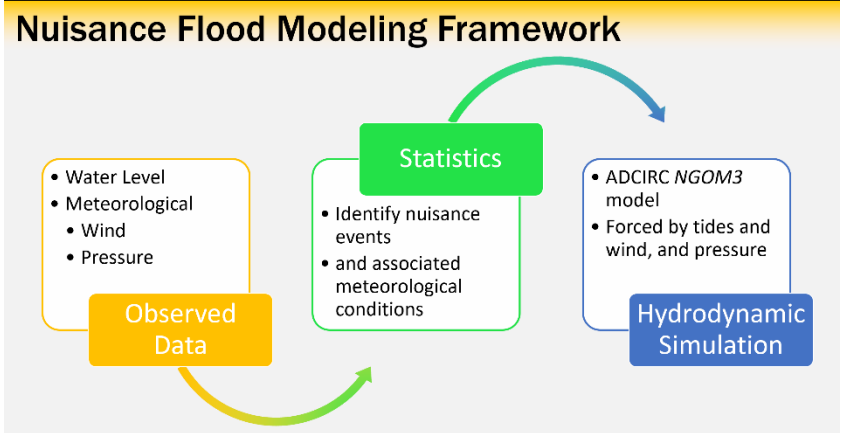 Nuisance Flood Modeling Framework
• Water Level
• Meteorological
• Wind
• Pressure
Observed
Data
Statistics
• Identify nuisance
events
• and associated
meteorological
conditions
• ADCIRC NGOM3
model
• Forced by tides and
wind, and pressure
Hydrodynamic
Simulation